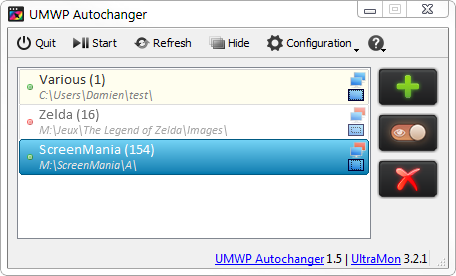 UMWP Autochanger
Quit Start Refresh Hide Configuration ?
Various (1)
C:\Users\Damien\test\
Zelda (16)
M:\Jeux\The Legend of Zelda\Images\
ScreenMania (154)
M:\ScreenMania\A\
UMWP Autochanger 1.5 | UltraMon 3.2.1